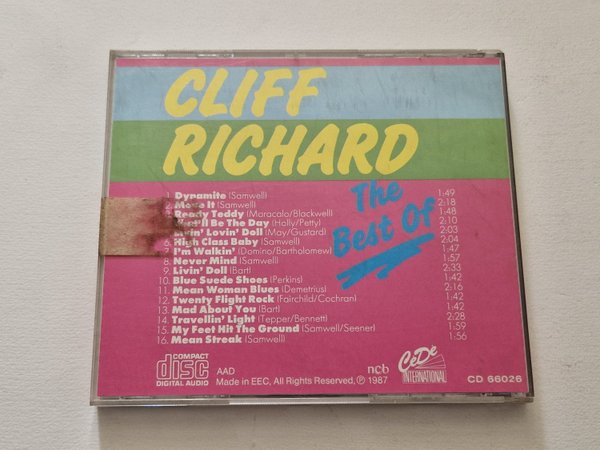 CLIFF
RICHARD
The
Best Of
1. Dynamite (Samwell) 1:49
2. Move It (Samwell) 2:18
Ready Teddy (Moracalo/Blackwell) 1:48
Be The Day (Holly/Petty) 2:10
Lovin' Doll (May/Gustard) 2:03
6. High Class Baby (Samwell) 2:04
7. I'm Walkin' (Domino/Bartholomew) 1:47
8. Never Mind (Samwell) 1:57
9. Livin' Doll (Bart) 2:33
10. Blue Suede Shoes (Perkins) 1:42
11. Mean Woman Blues (Demetrius) 2:16
12. Twenty Flight Rock (Fairchild/Cochran) 1:42
13. Mad About You (Bart) 1:42
14. Travellin' Light (Tepper/Bennett) 2:28
15. My Feet Hit The Ground (Samwell/Seener) 1:59
16. Mean Streak (Samwell) 1:56
COMPACT
disc
DIGITAL AUDIO
AAD
Made in EEC, All Rights Reserved, ℗ 1987
ncb
CeDe
INTERNATIONAL
CD 66026